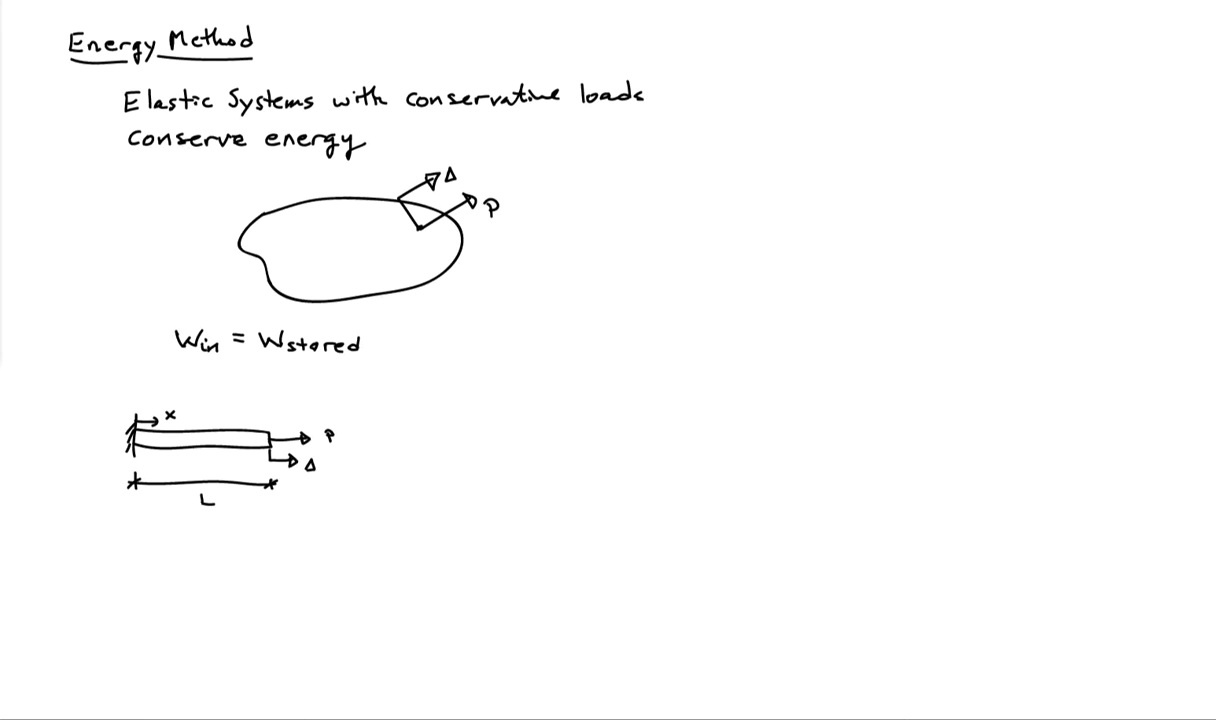 Energy Method
Elastic Systems with conservative loads
conserve energy
Δ
P
Win = Wstored
x
P
Δ
L